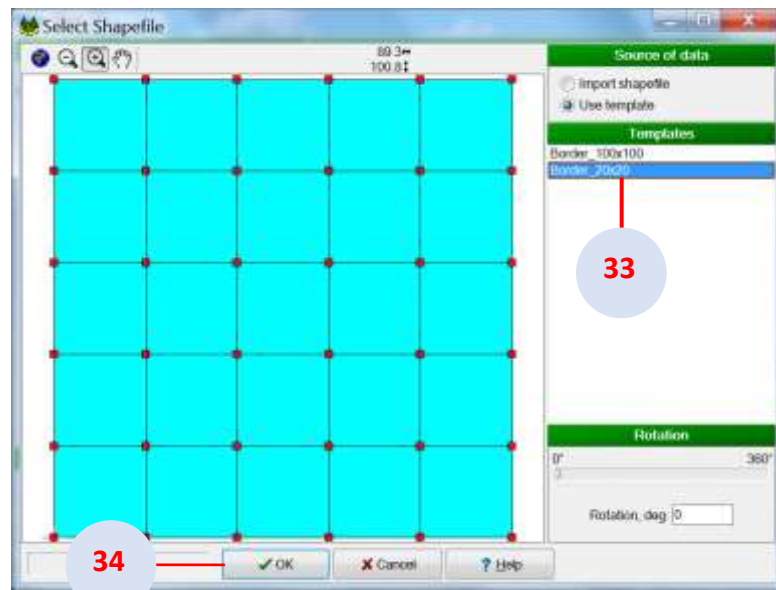 Select Shapefile
89.3
100.8
Source of data
Import shapefile
Use template
Templates
Border_100x100
Border_20x20
33
Rotation
0° 360°
Rotation, deg 0
34
OK Cancel ? Help